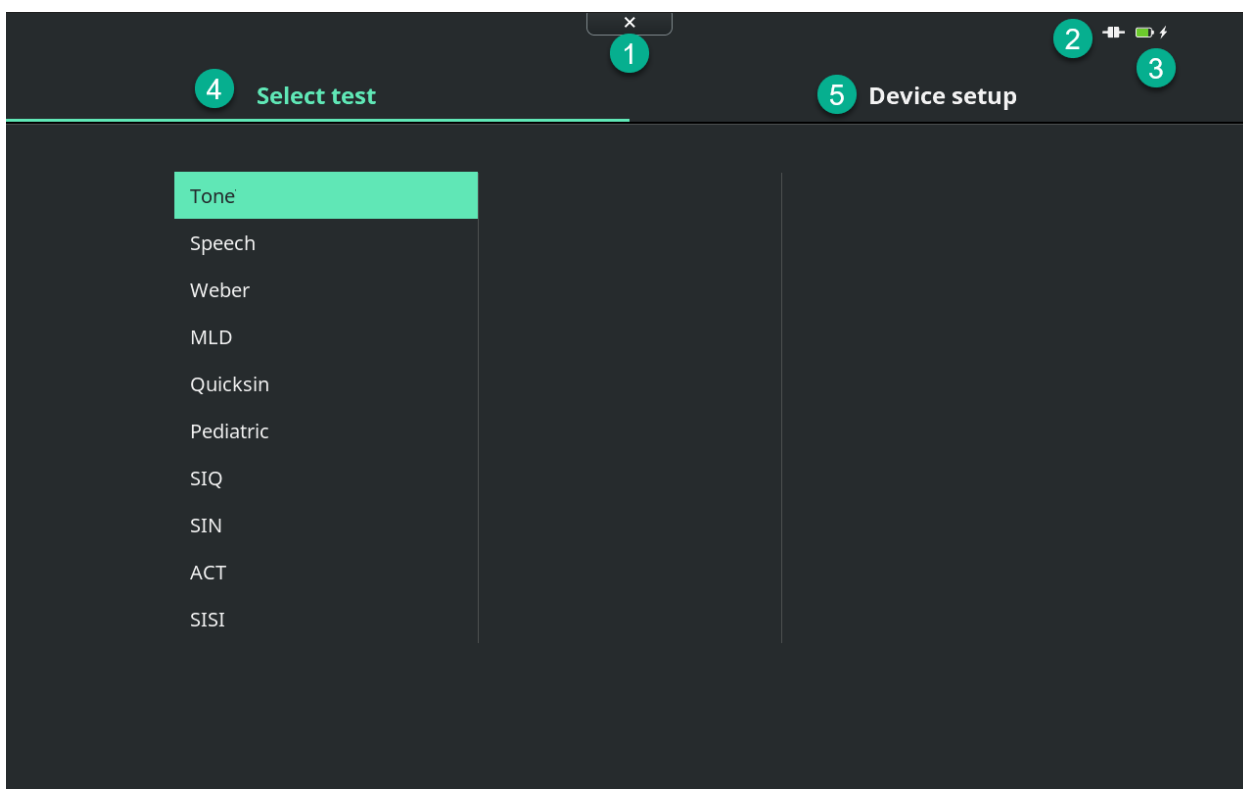 ×
1
2
3
4 Select test
5 Device setup
Tone
Speech
Weber
MLD
Quicksin
Pediatric
SIQ
SIN
ACT
SISI